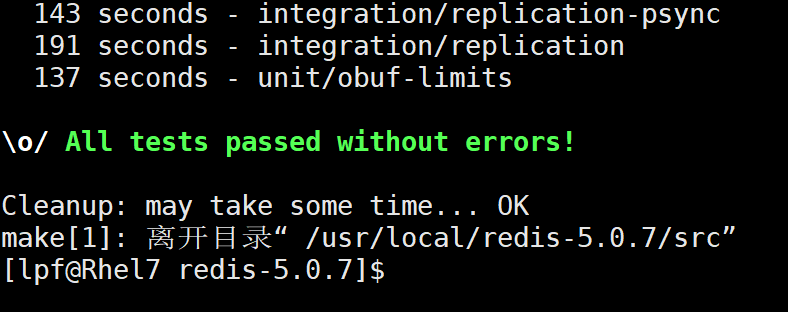 143 seconds - integration/replication-psync
191 seconds - integration/replication
137 seconds - unit/obuf-limits
\o/ All tests passed without errors!
Cleanup: may take some time... OK
make[1]: 离开目录“ /usr/local/redis-5.0.7/src”
[lpf@Rhel7 redis-5.0.7]$